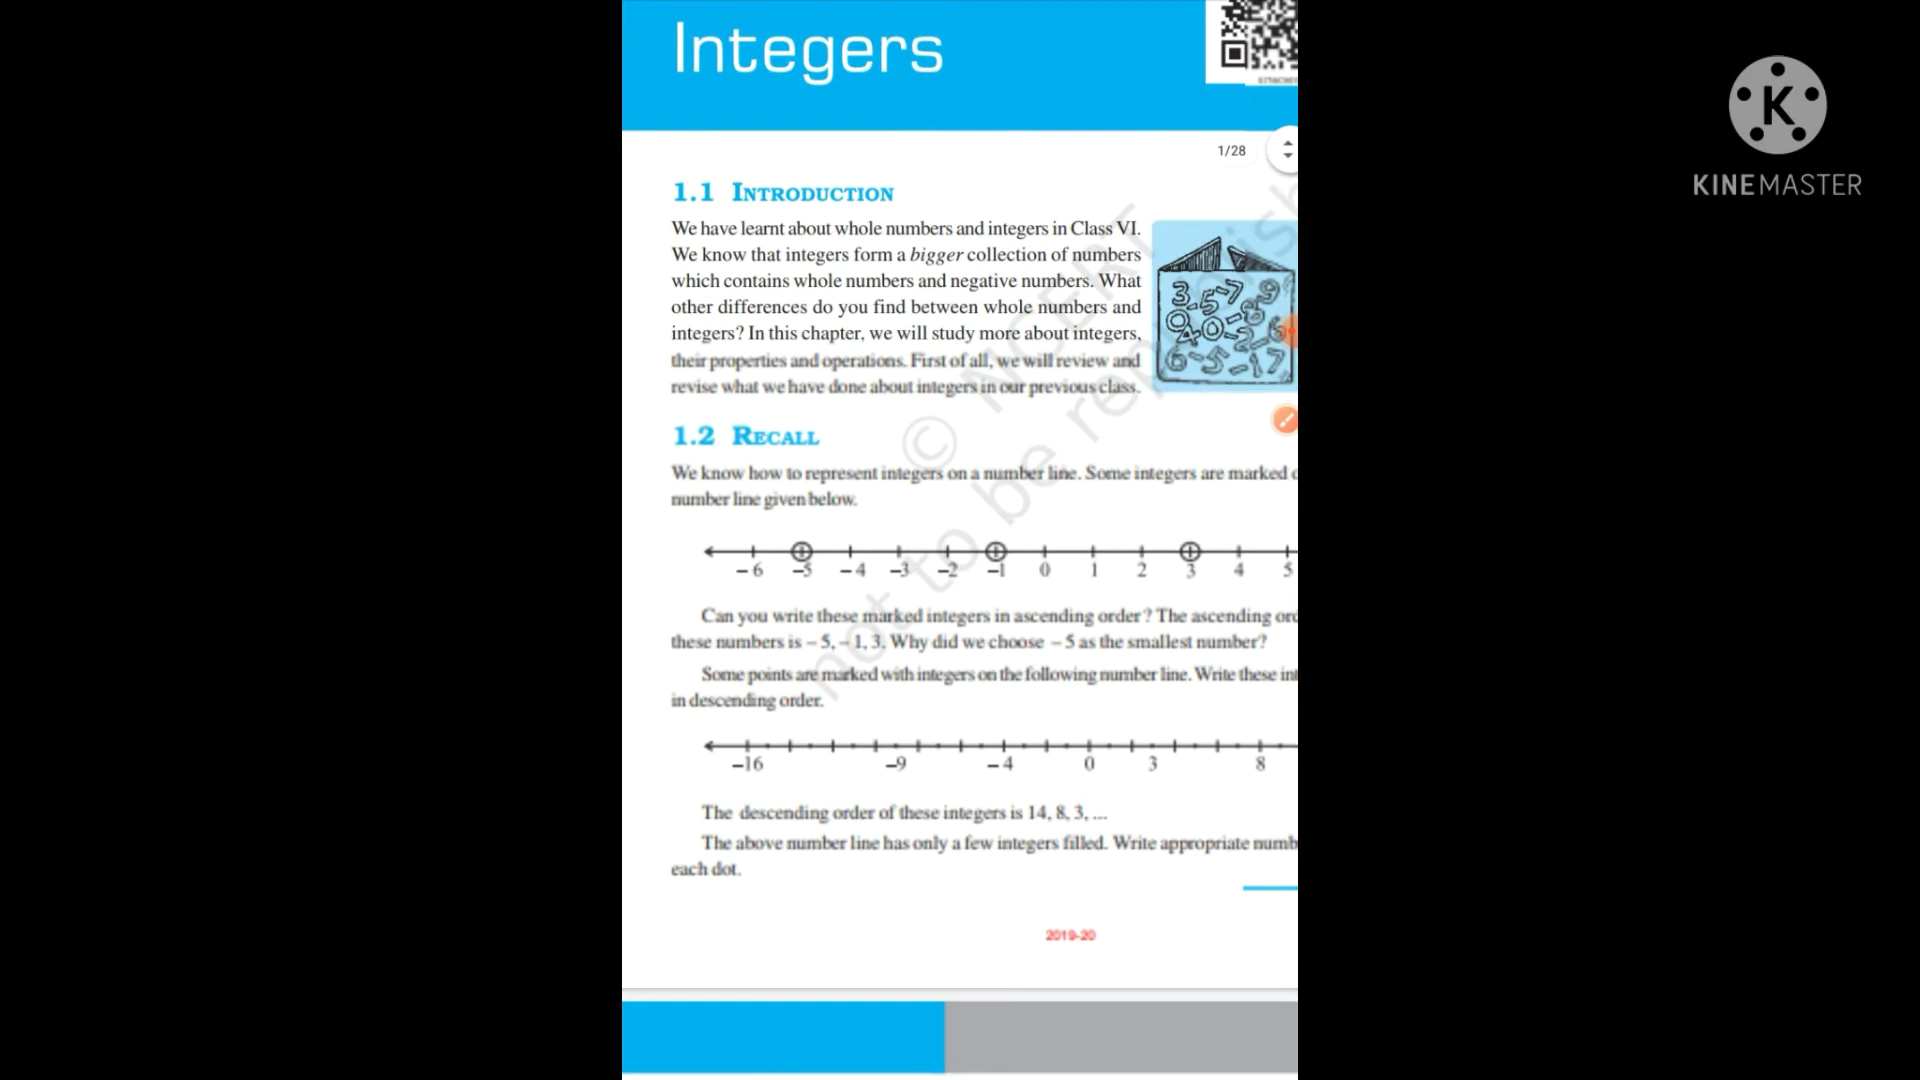 Integers
1/28
KINEMASTER
1.1 INTRODUCTION
We have learnt about whole numbers and integers in Class VI.
We know that integers form a bigger collection of numbers
which contains whole numbers and negative numbers. What
other differences do you find between whole numbers and
integers? In this chapter, we will study more about integers,
their properties and operations. First of all, we will review and
revise what we have done about integers in our previous class.
1.2 RECALL
We know how to represent integers on a number line. Some integers are marked
number line given below.
–6 –5 –4 –3 –2 –1 0 1 2 3 4 5
Can you write these marked integers in ascending order? The ascending
these numbers is – 5, – 1, 3. Why did we choose – 5 as the smallest number?
Some points are marked with integers on the following number line. Write these
in descending order.
–16 –9 –4 0 3 8
The descending order of these integers is 14, 8, 3, ...
The above number line has only a few integers filled. Write appropriate numb
each dot.
2019-20
© NCERT
not to be republish